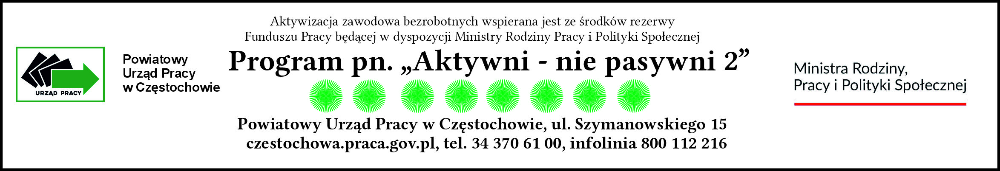 Aktywizacja zawodowa bezrobotnych wspierana jest ze środków rezerwy
Funduszu Pracy będącej w dyspozycji Ministry Rodziny Pracy i Polityki Społecznej
URZĄD PRACY
Powiatowy
Urząd Pracy
w Częstochowie
Program pn. „Aktywni - nie pasywni 2”
Ministra Rodziny,
Pracy i Polityki Społecznej
Powiatowy Urząd Pracy w Częstochowie, ul. Szymanowskiego 15
czestochowa.praca.gov.pl, tel. 34 370 61 00, infolinia 800 112 216